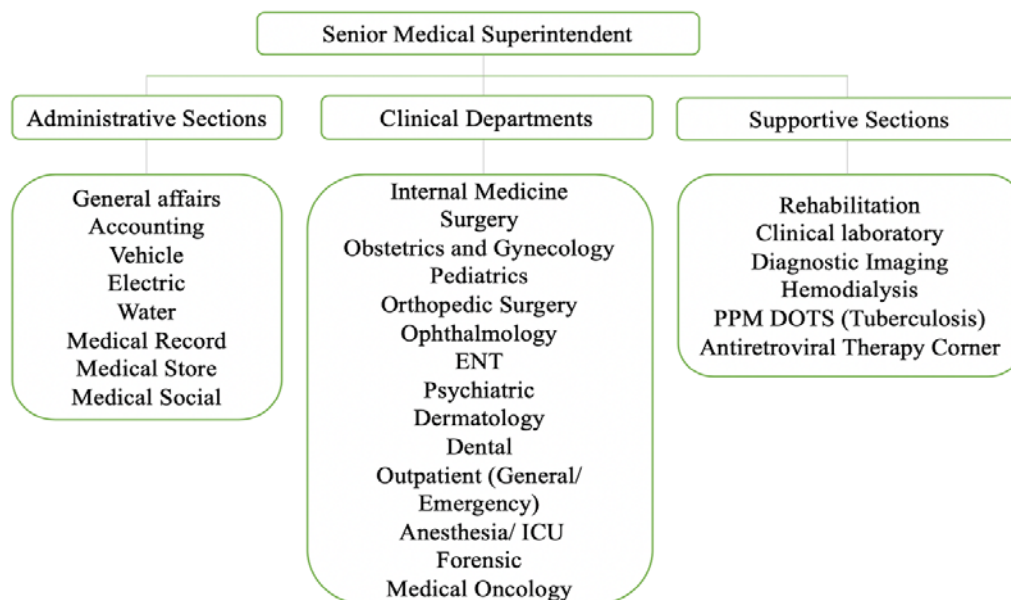 Senior Medical Superintendent
Administrative Sections
Clinical Departments
Supportive Sections
General affairs
Accounting
Vehicle
Electric
Water
Medical Record
Medical Store
Medical Social
Internal Medicine
Surgery
Obstetrics and Gynecology
Pediatrics
Orthopedic Surgery
Ophthalmology
ENT
Psychiatric
Dermatology
Dental
Outpatient (General/
Emergency)
Anesthesia/ ICU
Forensic
Medical Oncology
Rehabilitation
Clinical laboratory
Diagnostic Imaging
Hemodialysis
PPM DOTS (Tuberculosis)
Antiretroviral Therapy Corner